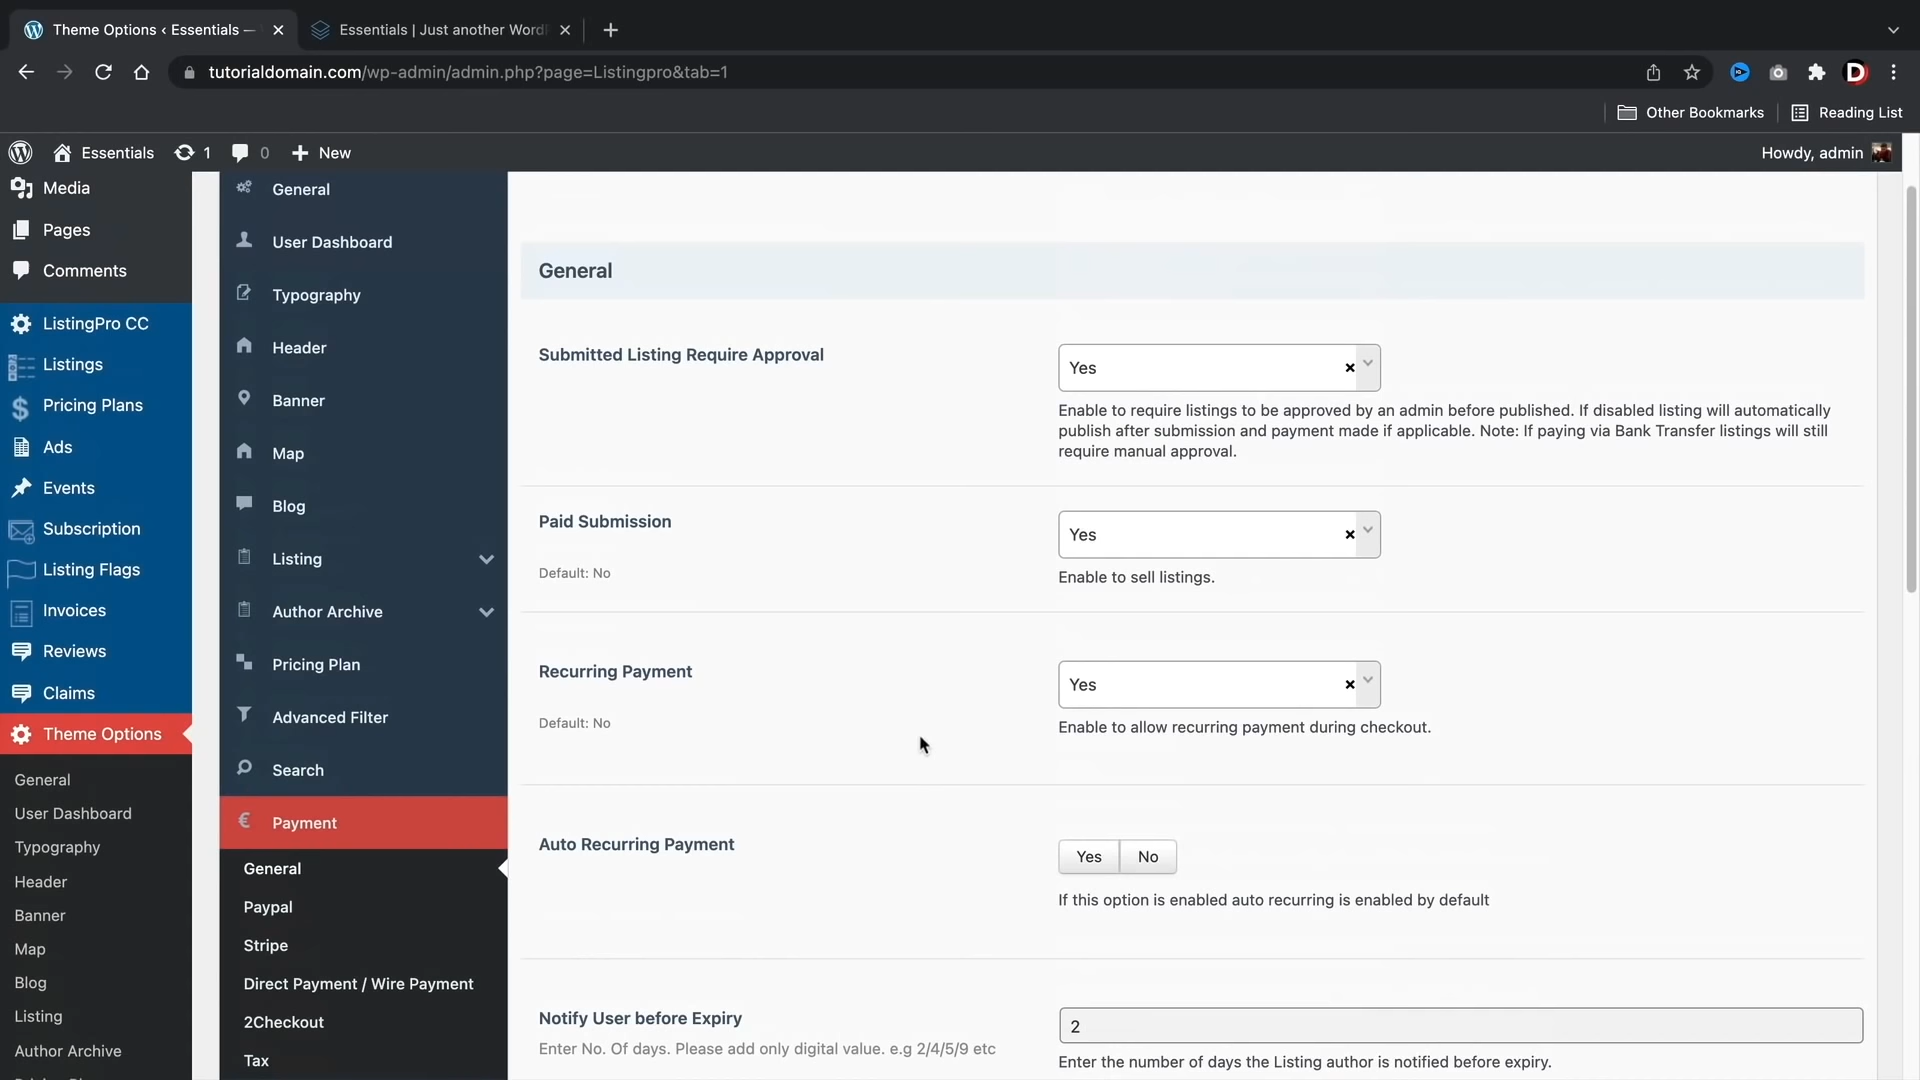 Theme Options ‹ Essentials —
Essentials | Just another Word
tutorialdomain.com/wp-admin/admin.php?page=Listingpro&tab=1
Other Bookmarks
Reading List
Essentials
1
0
New
Howdy, admin
Media
Pages
Comments
ListingPro CC
Listings
Pricing Plans
Ads
Events
Subscription
Listing Flags
Invoices
Reviews
Claims
Theme Options
General
User Dashboard
Typography
Header
Banner
Map
Blog
Listing
Author Archive
General
User Dashboard
Typography
Header
Banner
Map
Blog
Listing
Author Archive
Pricing Plan
Advanced Filter
Search
Payment
General
Paypal
Stripe
Direct Payment / Wire Payment
2Checkout
Tax
General
Submitted Listing Require Approval
Yes
Enable to require listings to be approved by an admin before published. If disabled listing will automatically
publish after submission and payment made if applicable. Note: If paying via Bank Transfer listings will still
require manual approval.
Paid Submission
Default: No
Yes
Enable to sell listings.
Recurring Payment
Default: No
Yes
Enable to allow recurring payment during checkout.
Auto Recurring Payment
Yes
No
If this option is enabled auto recurring is enabled by default
Notify User before Expiry
Enter No. Of days. Please add only digital value. e.g 2/4/5/9 etc
2
Enter the number of days the Listing author is notified before expiry.